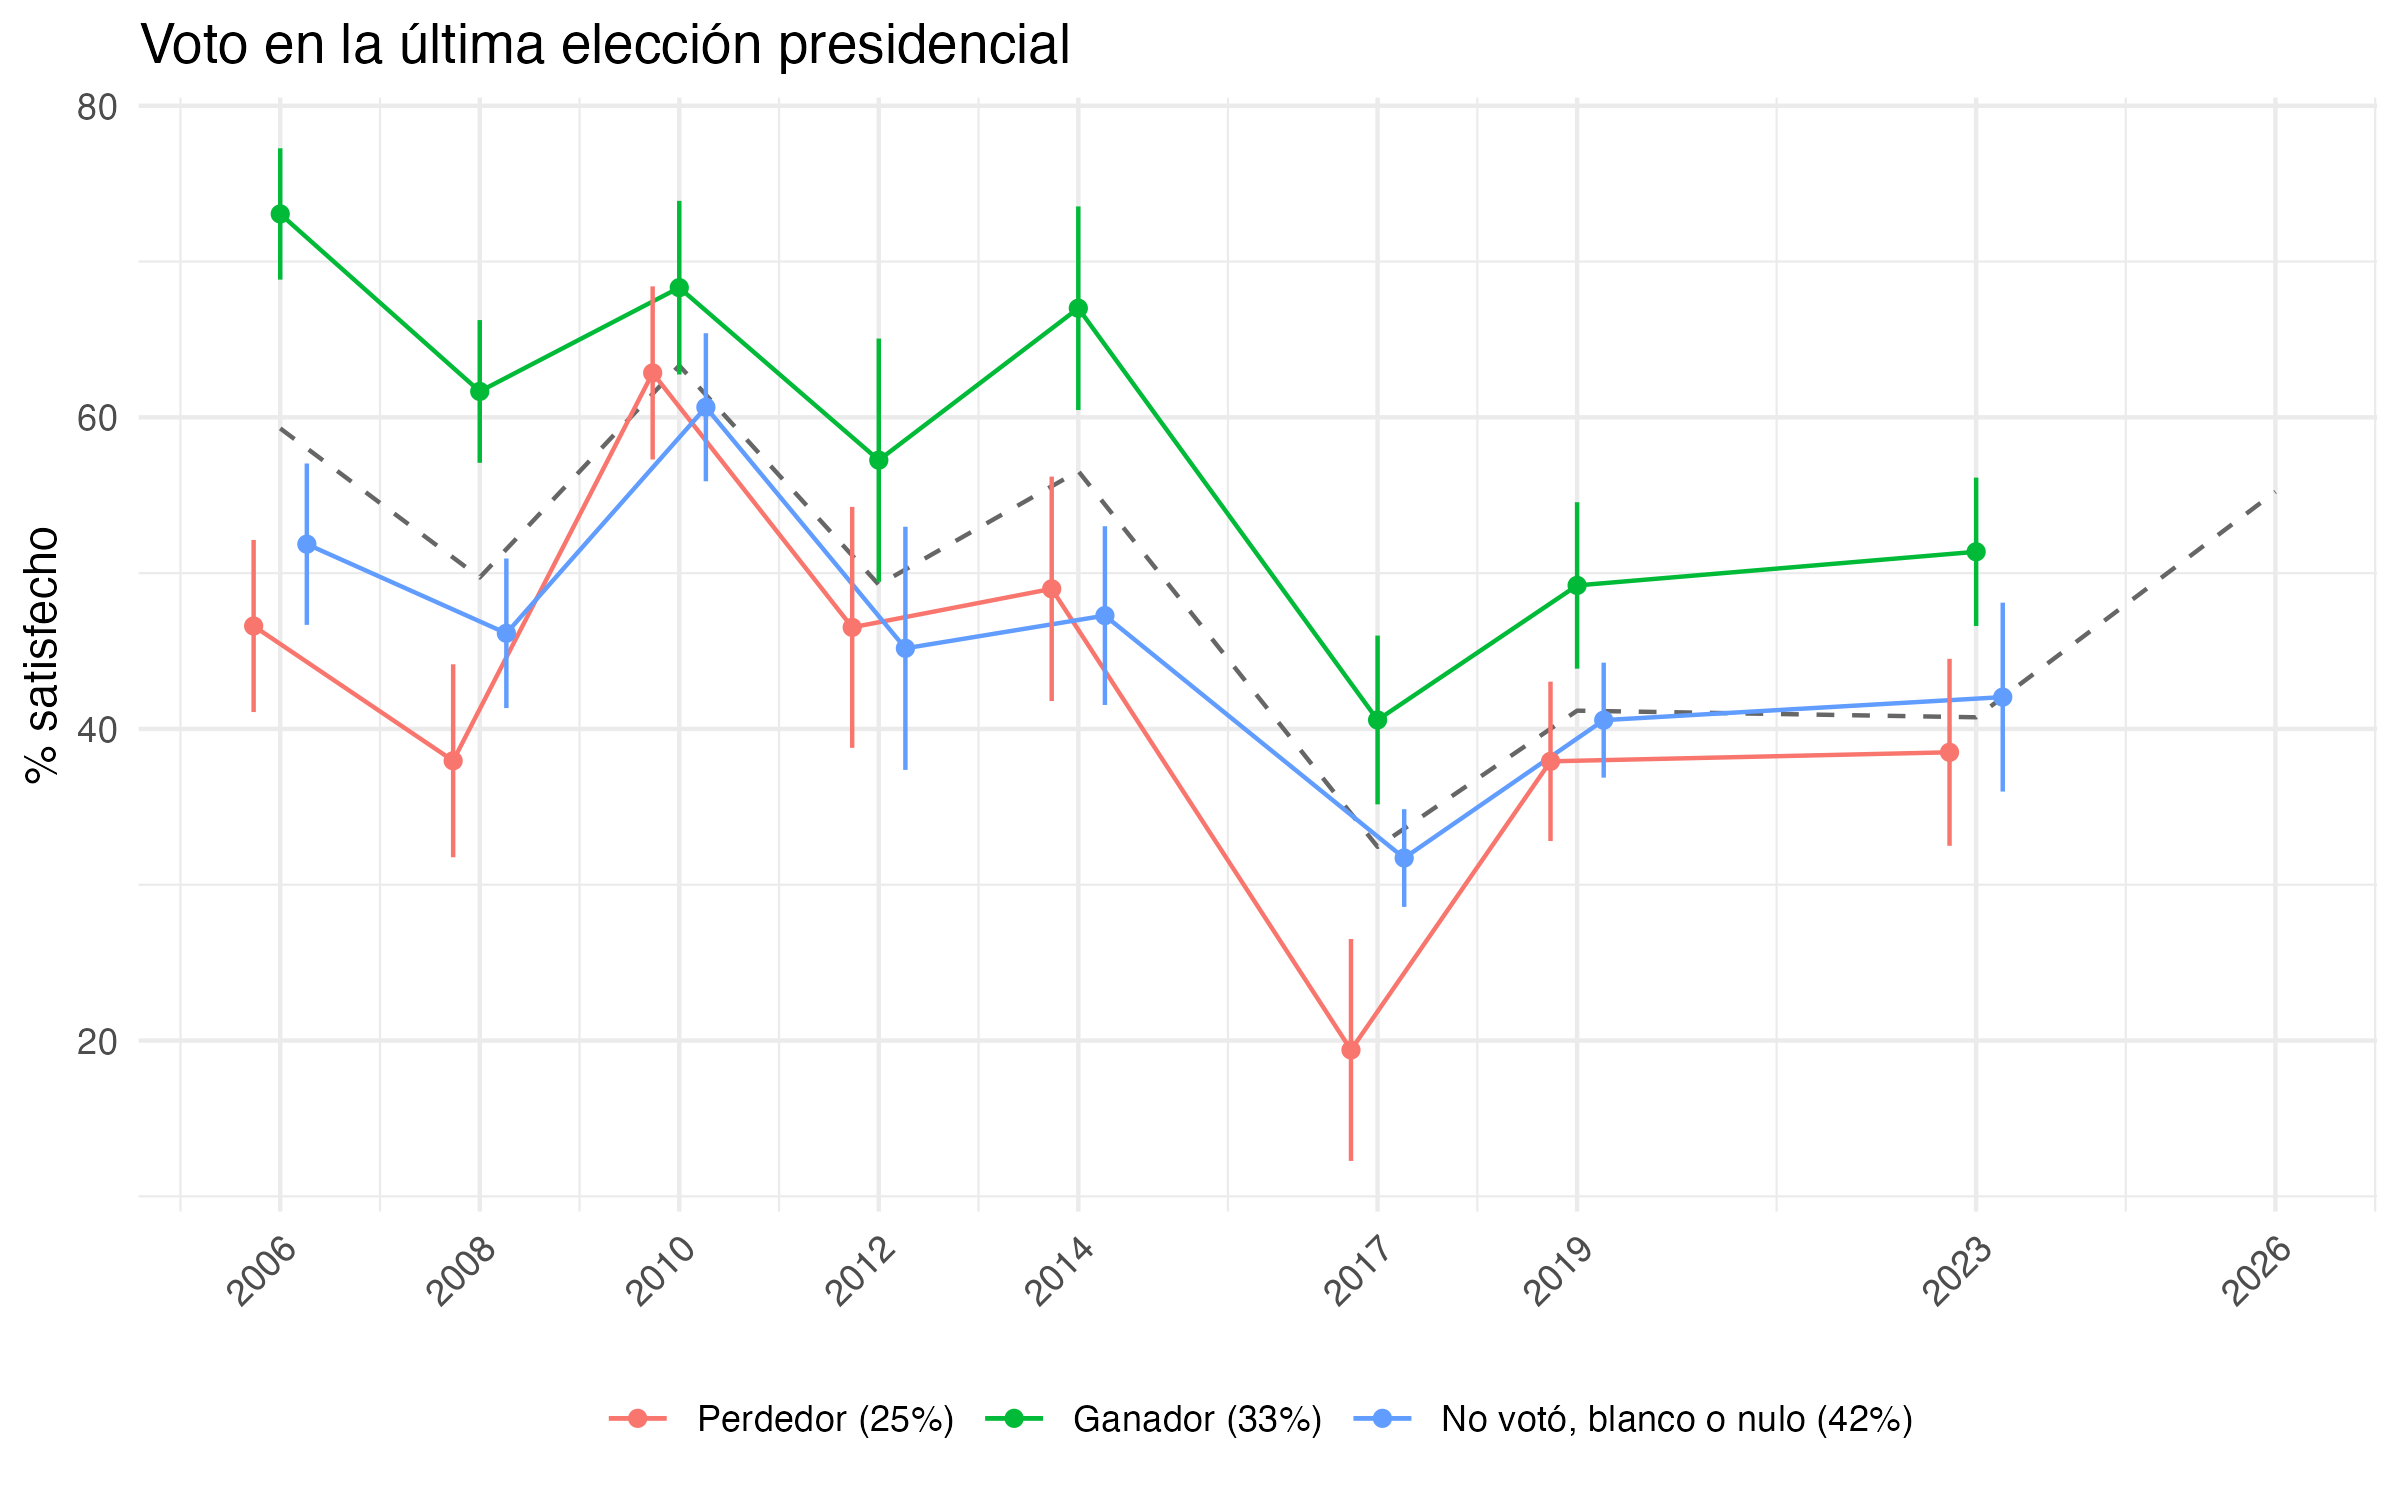 Voto en la última elección presidencial
% satisfecho
80
60
40
20
2006 2008 2010 2012 2014 2017 2019 2023 2026
Perdedor (25%) Ganador (33%) No votó, blanco o nulo (42%)